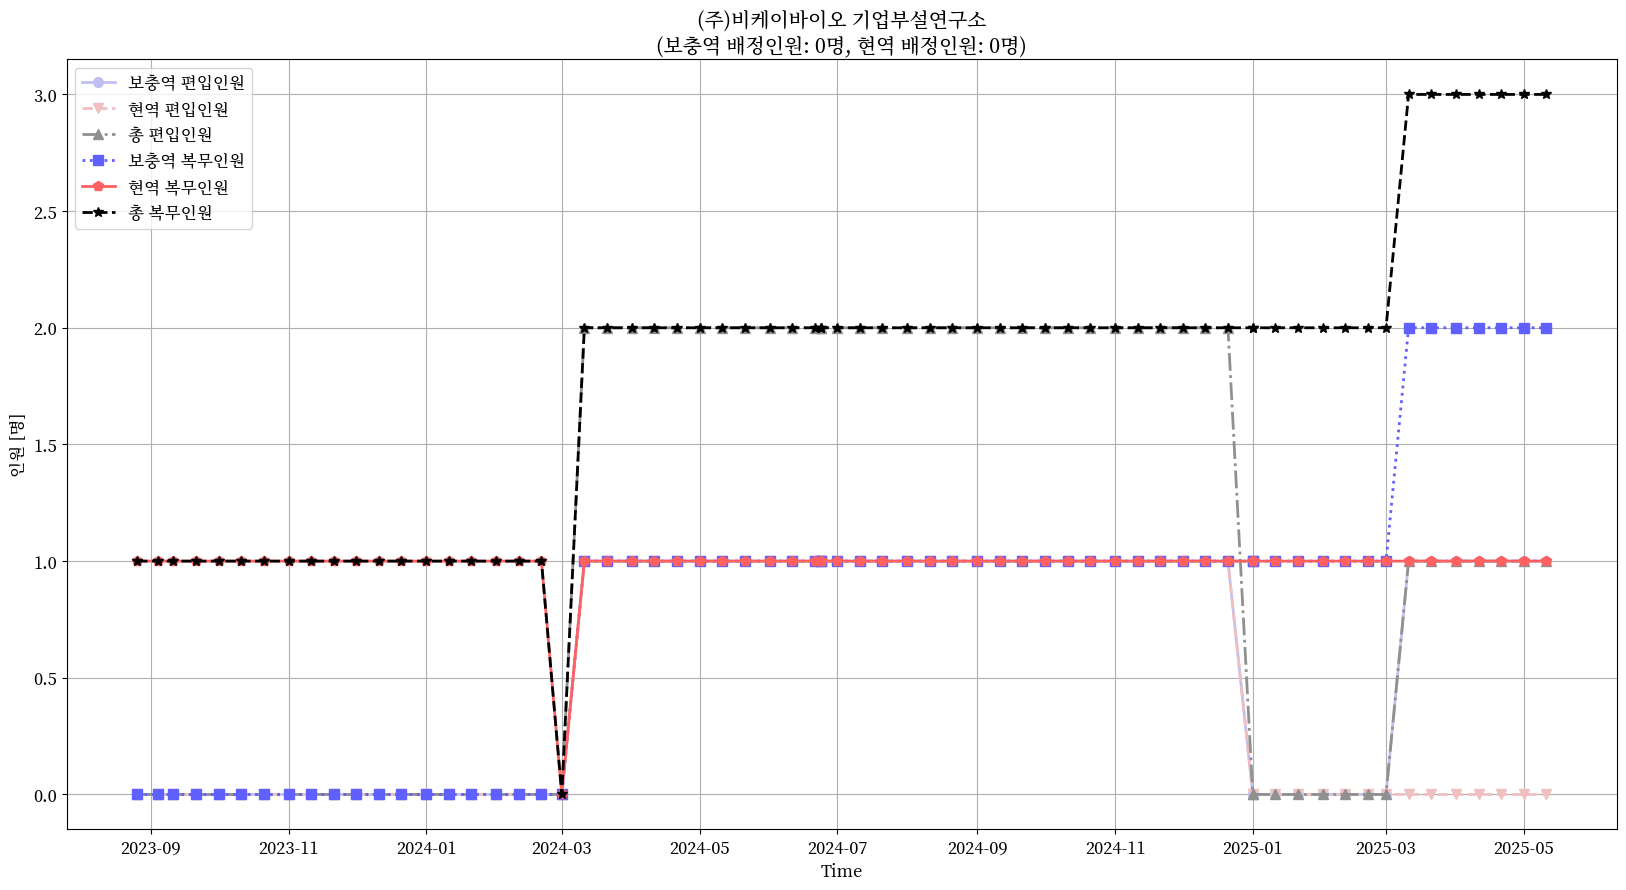 (주)비케이바이오 기업부설연구소
(보충역 배정인원: 0명, 현역 배정인원: 0명)
보충역 편입인원
현역 편입인원
총 편입인원
보충역 복무인원
현역 복무인원
총 복무인원
3.0
2.5
2.0
1.5
1.0
0.5
0.0
인원 [명]
2023-09
2023-11
2024-01
2024-03
2024-05
2024-07
2024-09
2024-11
2025-01
2025-03
2025-05
Time